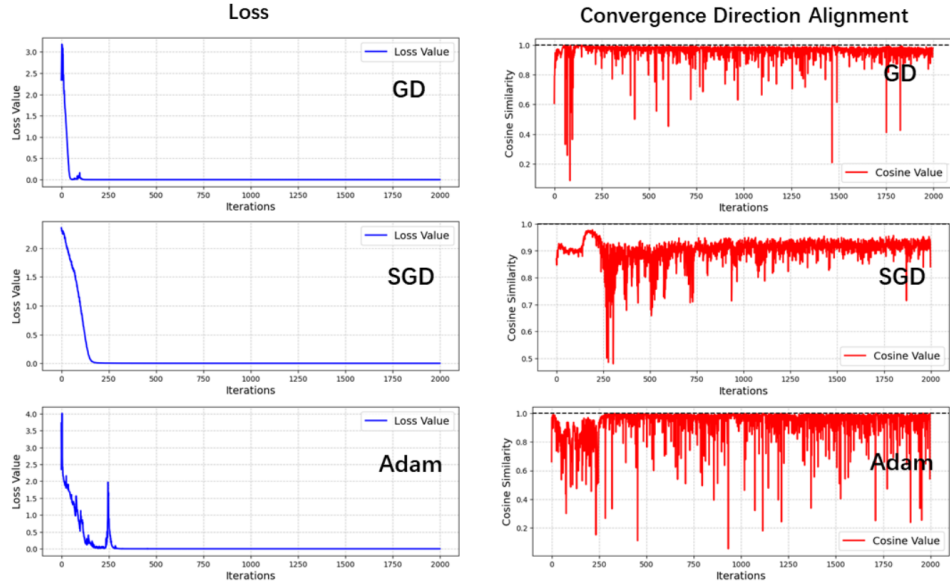 Loss
Convergence Direction Alignment
Loss Value
3.0
2.5
2.0
1.5
1.0
0.5
0.0
Loss Value
GD
0 250 500 750 1000 1250 1500 1750 2000
Iterations
Cosine Similarity
1.0
0.8
0.6
0.4
0.2
GD
Cosine Value
0 250 500 750 1000 1250 1500 1750 2000
Iterations
Loss Value
2.0
1.5
1.0
0.5
0.0
Loss Value
SGD
0 250 500 750 1000 1250 1500 1750 2000
Iterations
Cosine Similarity
1.0
0.9
0.8
0.7
0.6
0.5
SGD
Cosine Value
0 250 500 750 1000 1250 1500 1750 2000
Iterations
Loss Value
4.0
3.5
3.0
2.5
2.0
1.5
1.0
0.5
0.0
Loss Value
Adam
0 250 500 750 1000 1250 1500 1750 2000
Iterations
Cosine Similarity
1.0
0.8
0.6
0.4
0.2
Adam
Cosine Value
0 250 500 750 1000 1250 1500 1750 2000
Iterations